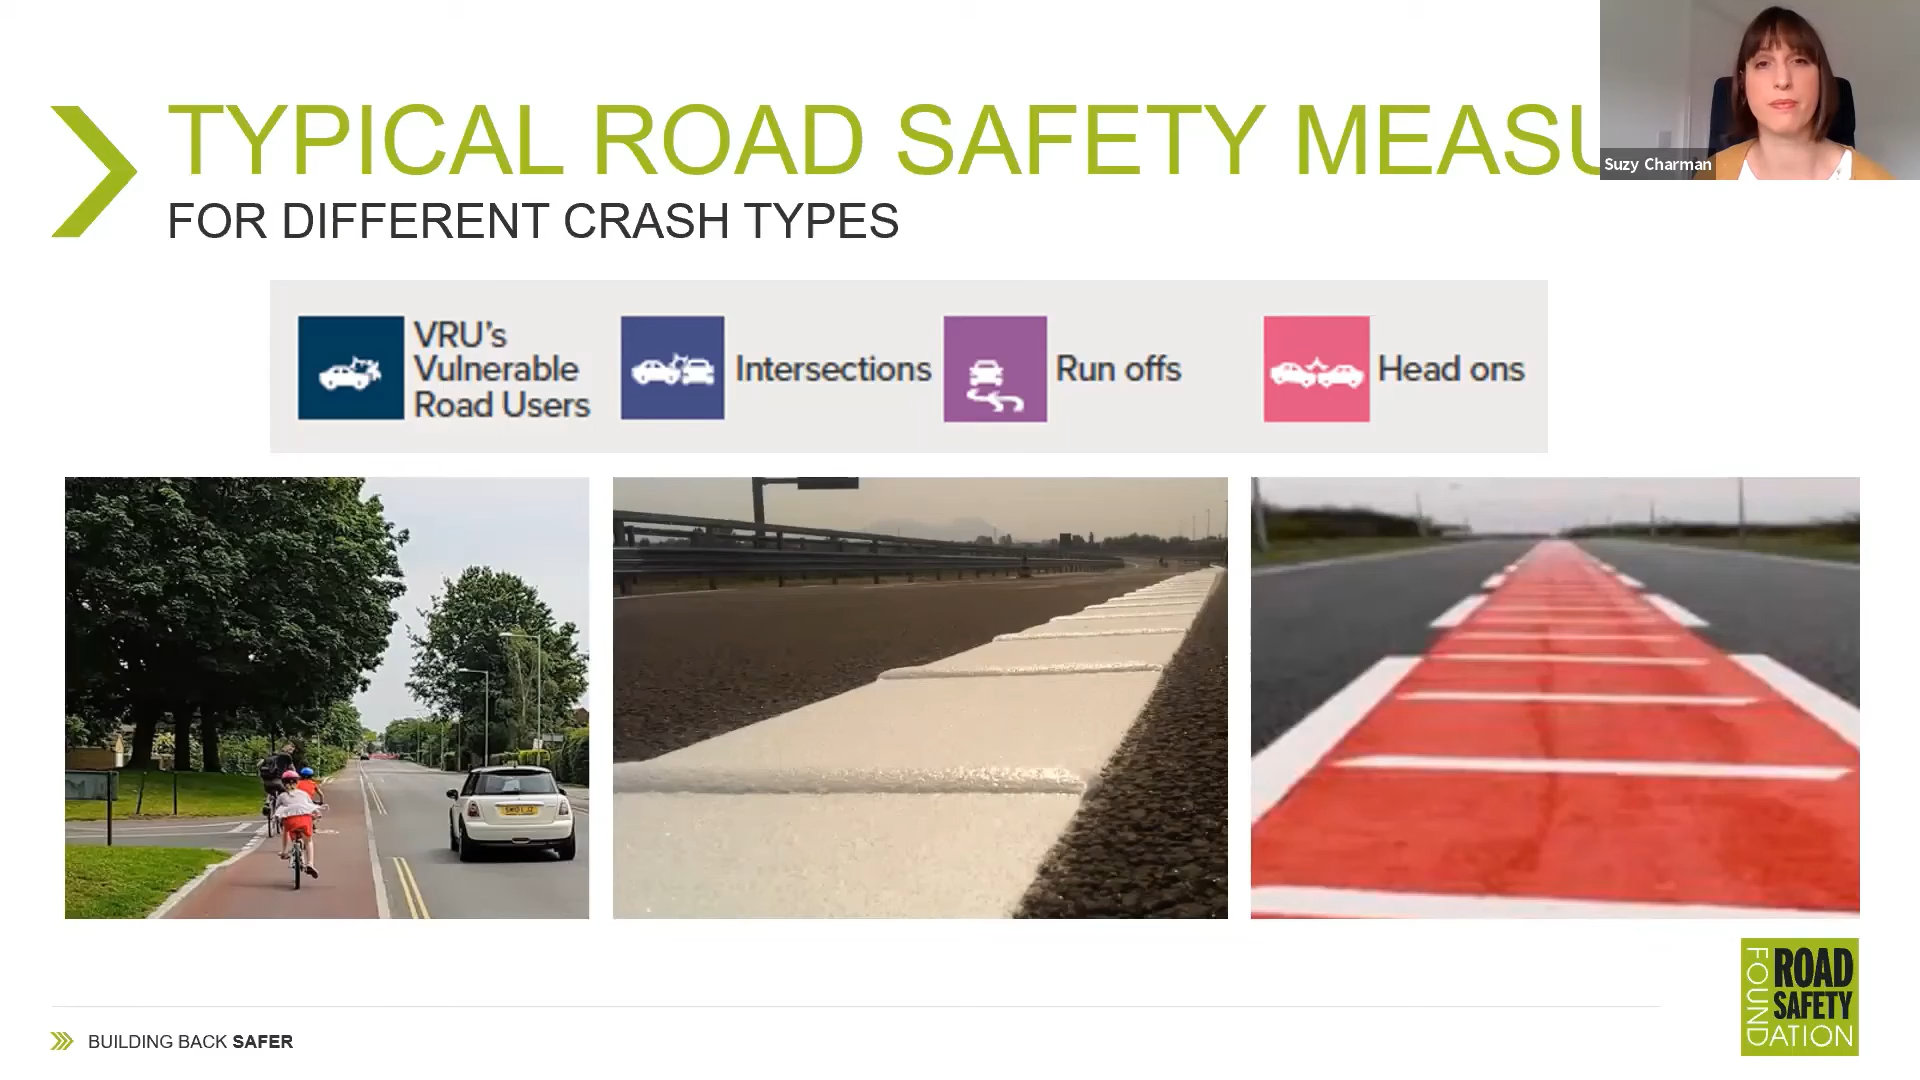 TYPICAL ROAD SAFETY MEASU
Suzy Charman
FOR DIFFERENT CRASH TYPES
VRU's
Vulnerable
Road Users
Intersections
Run offs
Head ons
FOUNDATION
ROAD
SAFETY
BUILDING BACK SAFER